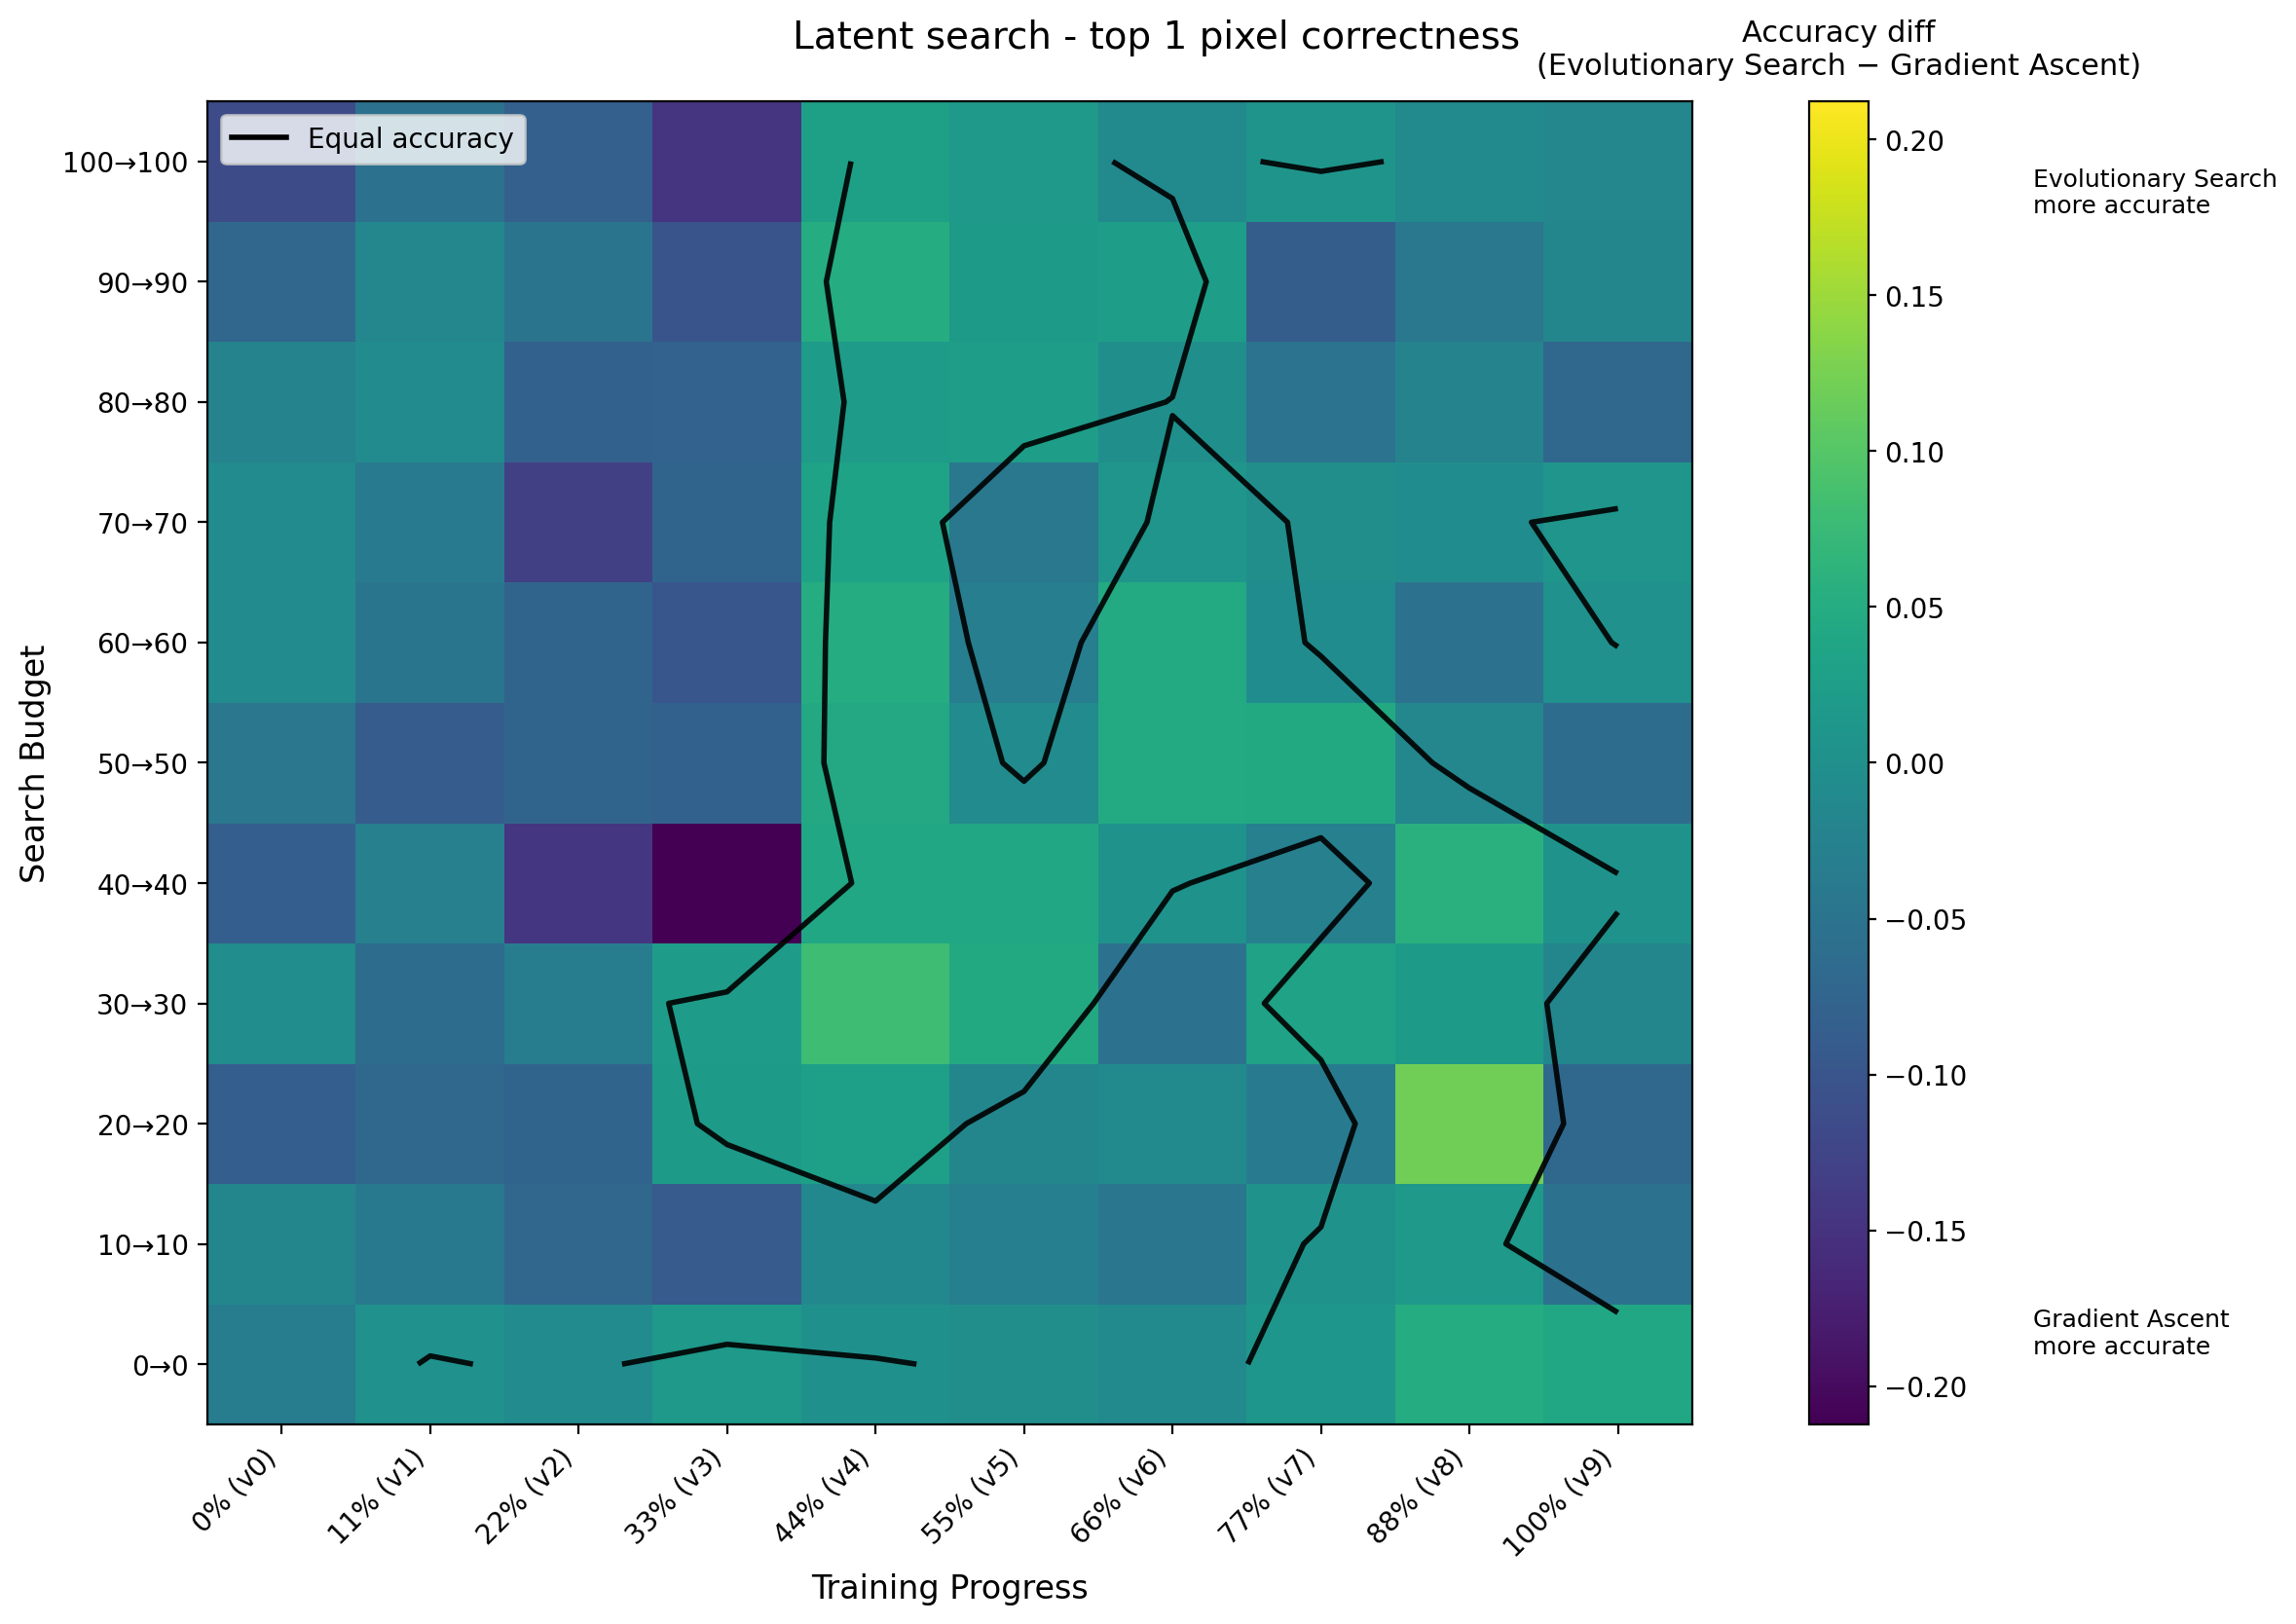 Latent search - top 1 pixel correctness
Accuracy diff
(Evolutionary Search − Gradient Ascent)
Equal accuracy
Search Budget
100→100
90→90
80→80
70→70
60→60
50→50
40→40
30→30
20→20
10→10
0→0
0% (v0)
11% (v1)
22% (v2)
33% (v3)
44% (v4)
55% (v5)
66% (v6)
77% (v7)
88% (v8)
100% (v9)
Training Progress
0.20
0.15
0.10
0.05
0.00
−0.05
−0.10
−0.15
−0.20
Evolutionary Search
more accurate
Gradient Ascent
more accurate